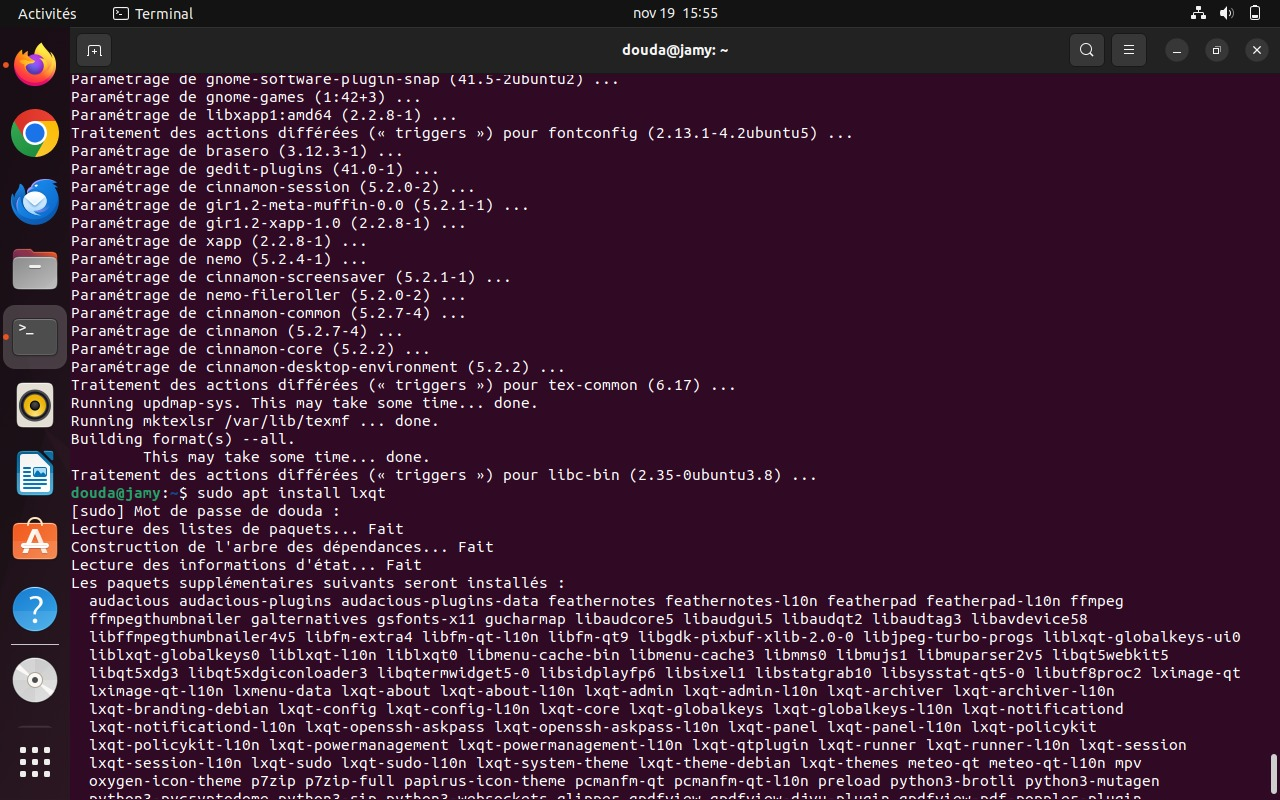 Activités
Terminal
nov 19 15:55
douda@jamy: ~
Paramétrage de gnome-software-plugin-snap (41.5-2ubuntu2) ...
Paramétrage de gnome-games (1:42+3) ...
Paramétrage de libxapp1:amd64 (2.2.8-1) ...
Traitement des actions différées (« triggers ») pour fontconfig (2.13.1-4.2ubuntu5) ...
Paramétrage de brasero (3.12.3-1) ...
Paramétrage de gedit-plugins (41.0-1) ...
Paramétrage de cinnamon-session (5.2.0-2) ...
Paramétrage de gir1.2-meta-muffin-0.0 (5.2.1-1) ...
Paramétrage de gir1.2-xapp-1.0 (2.2.8-1) ...
Paramétrage de xapp (2.2.8-1) ...
Paramétrage de nemo (5.2.4-1) ...
Paramétrage de cinnamon-screensaver (5.2.1-1) ...
Paramétrage de nemo-fileroller (5.2.0-2) ...
Paramétrage de cinnamon-common (5.2.7-4) ...
Paramétrage de cinnamon (5.2.7-4) ...
Paramétrage de cinnamon-core (5.2.2) ...
Paramétrage de cinnamon-desktop-environment (5.2.2) ...
Traitement des actions différées (« triggers ») pour tex-common (6.17) ...
Running updmap-sys. This may take some time... done.
Running mktexlsr /var/lib/texmf ... done.
Building format(s) --all.
This may take some time... done.
Traitement des actions différées (« triggers ») pour libc-bin (2.35-0ubuntu3.8) ...
douda@jamy:~$ sudo apt install lxqt
[sudo] Mot de passe de douda :
Lecture des listes de paquets... Fait
Construction de l'arbre des dépendances... Fait
Lecture des informations d'état... Fait
Les paquets supplémentaires suivants seront installés :
audacious audacious-plugins audacious-plugins-data feathernotes feathernotes-l10n featherpad featherpad-l10n ffmpeg
ffmpegthumbnailer galternatives gsfonts-x11 gucharmap libaudcore5 libaudgui5 libaudqt2 libaudtag3 libavdevice58
libffmpegthumbnailer4v5 libfm-extra4 libfm-qt-l10n libfm-qt9 libgdk-pixbuf-xlib-2.0-0 libjpeg-turbo-progs liblxqt-globalkeys-ui0
liblxqt-globalkeys0 liblxqt-l10n liblxqt0 libmenu-cache-bin libmenu-cache3 libmms0 libmujs1 libmuparser2v5 libqt5webkit5
libqt5xdg3 libqt5xdgiconloader3 libqtermwidget5-0 libsidplayfp6 libsixel1 libstatgrab10 libsysstat-qt5-0 libutf8proc2 lximage-qt
lximage-qt-l10n lxmenu-data lxqt-about lxqt-about-l10n lxqt-admin lxqt-admin-l10n lxqt-archiver lxqt-archiver-l10n
lxqt-branding-debian lxqt-config lxqt-config-l10n lxqt-core lxqt-globalkeys lxqt-globalkeys-l10n lxqt-notificationd
lxqt-notificationd-l10n lxqt-openssh-askpass lxqt-openssh-askpass-l10n lxqt-panel lxqt-panel-l10n lxqt-policykit
lxqt-policykit-l10n lxqt-powermanagement lxqt-powermanagement-l10n lxqt-qtplugin lxqt-runner lxqt-runner-l10n lxqt-session
lxqt-session-l10n lxqt-sudo lxqt-sudo-l10n lxqt-system-theme lxqt-theme-debian lxqt-themes meteo-qt meteo-qt-l10n mpv
oxygen-icon-theme p7zip p7zip-full papirus-icon-theme pcmanfm-qt pcmanfm-qt-l10n preload python3-brotli python3-mutagen
python3-pycryptodome python3-sip python3-websockets qlipper qpdfview qpdfview-djvu-plugin qpdfview-pdf-poppler-plugin